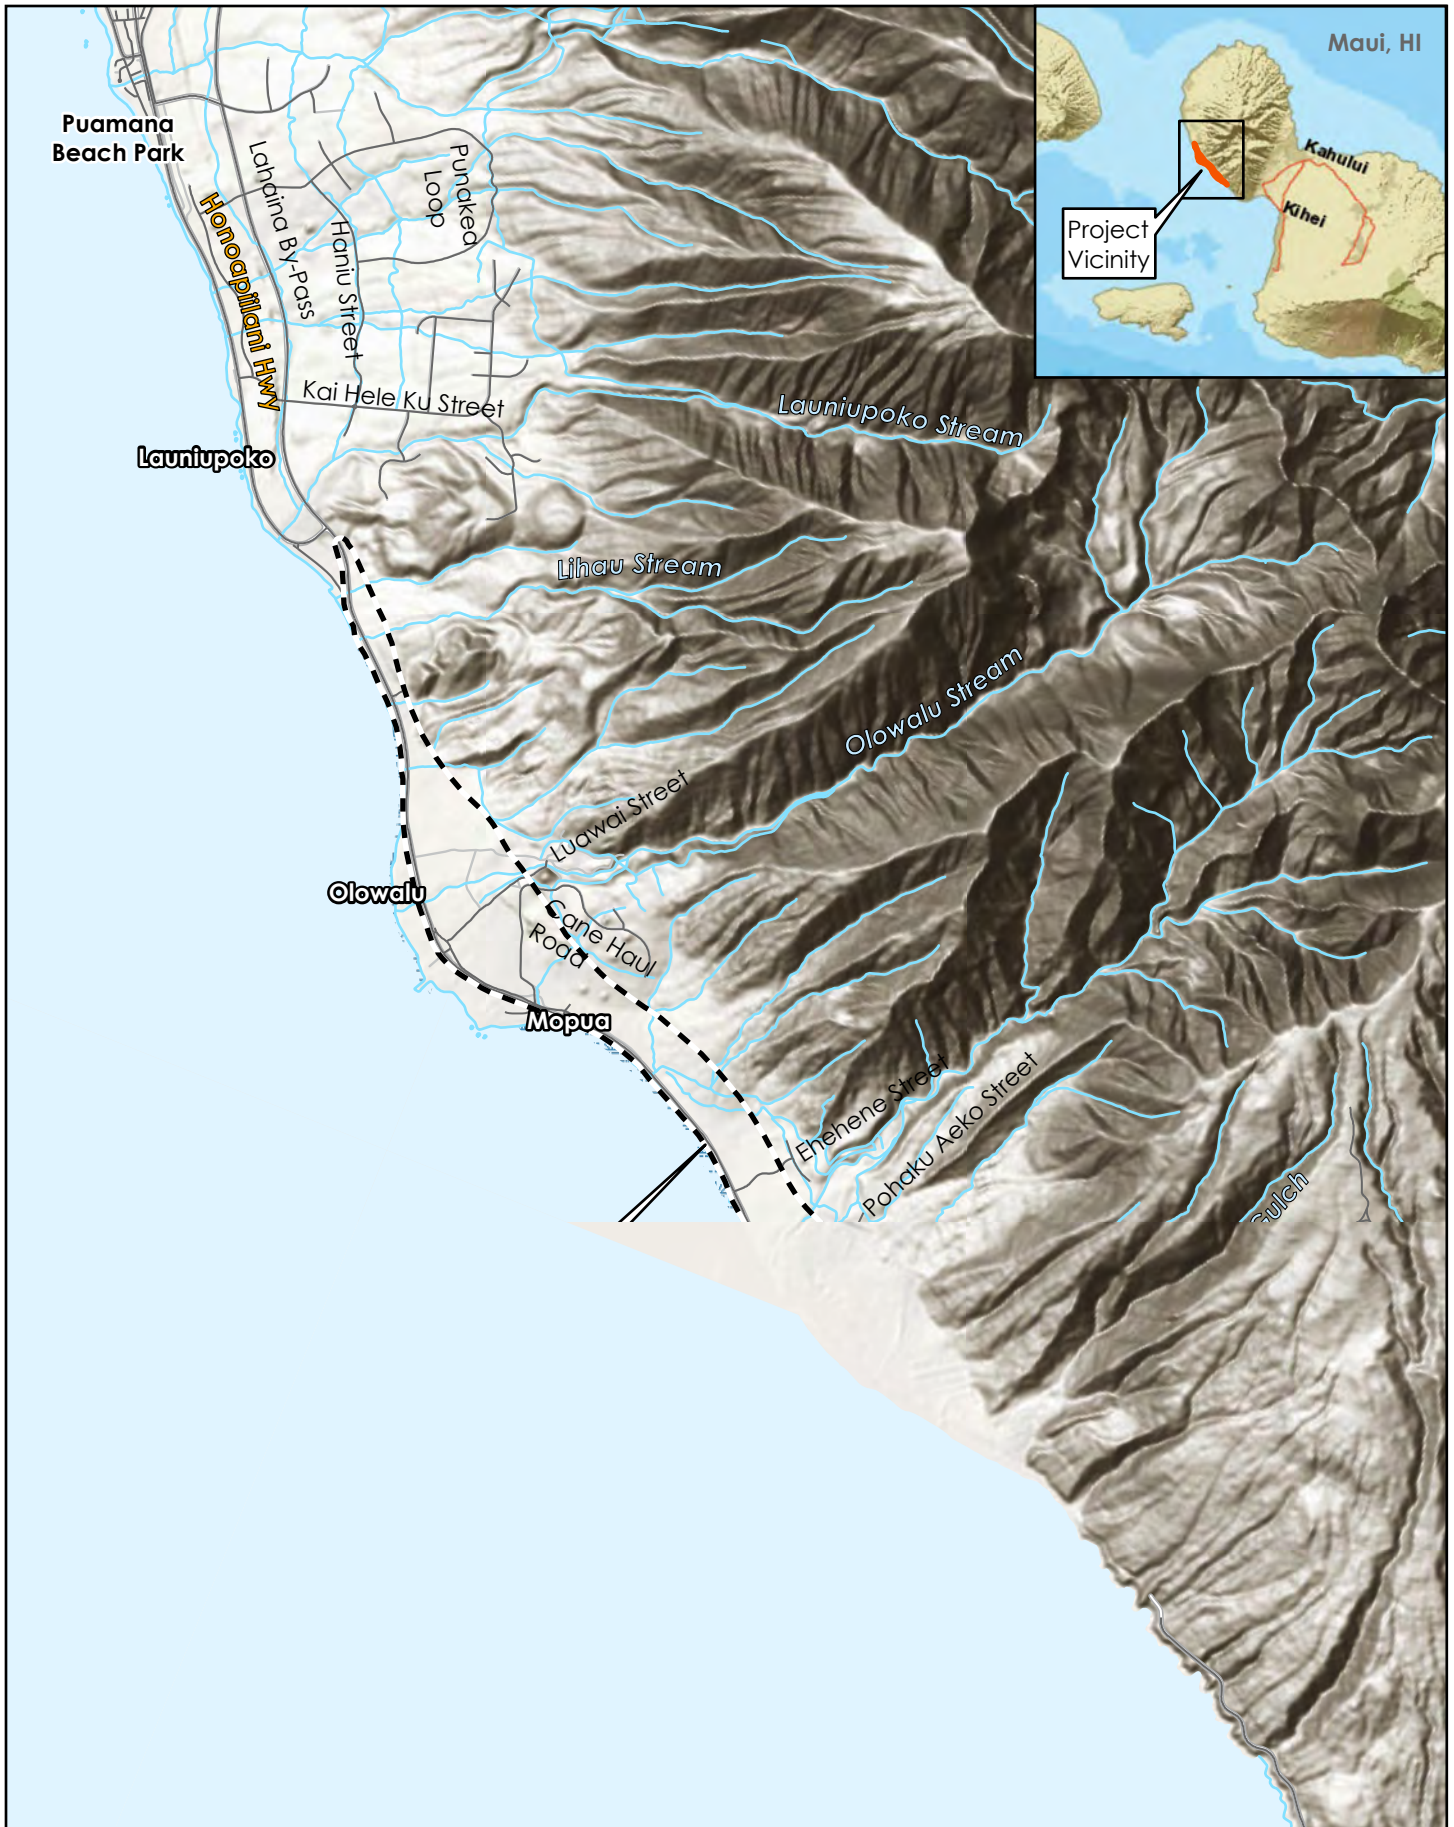 Maui, HI
Kahului
Kihei
Project
Vicinity
Puamana
Beach Park
Lahaina By-Pass
Honoapiilani Hwy
Haniu Street
Punakea
Loop
Kai Hele Ku Street
Launiupoko Stream
Launiupoko
Lihau Stream
Olowalu Stream
Luawai Street
Olowalu
Cane Haul
Road
Mopua
Ehehene Street
Pohaku Aeko Street
Gulch